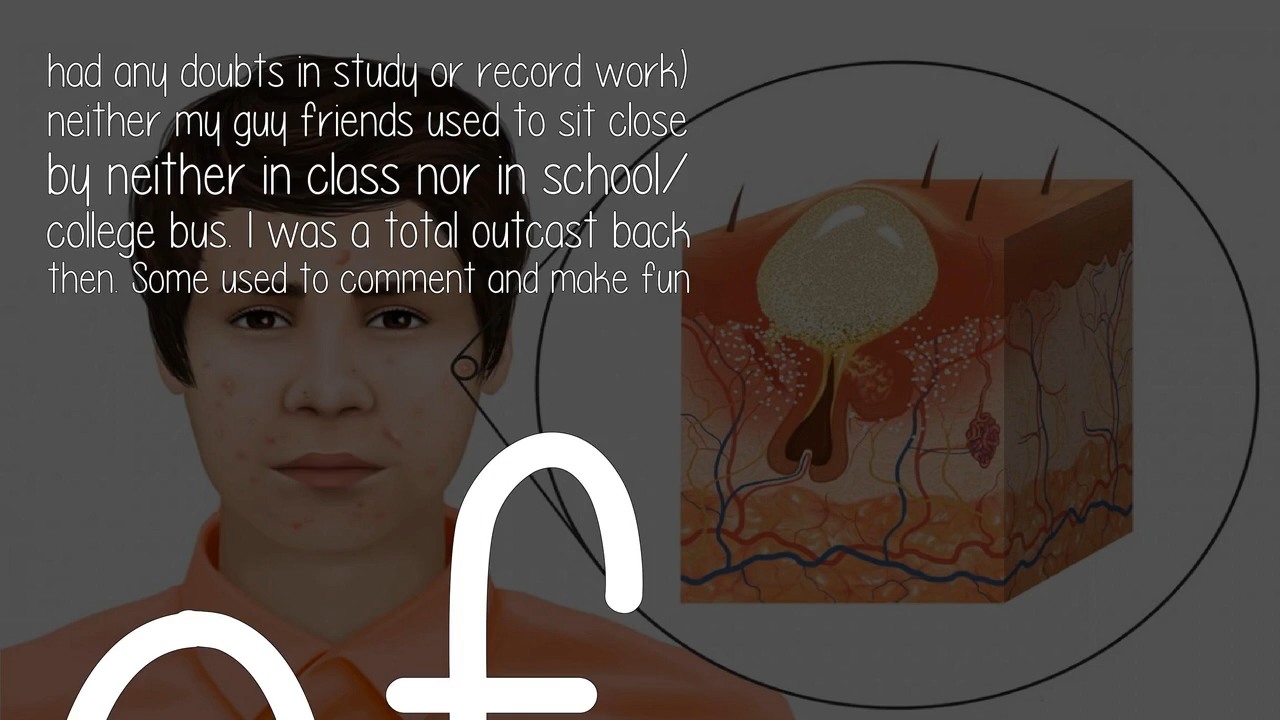 had any doubts in study or record work)
neither my guy friends used to sit close
by neither in class nor in school/
college bus. I was a total outcast back
then. Some used to comment and make fun
of